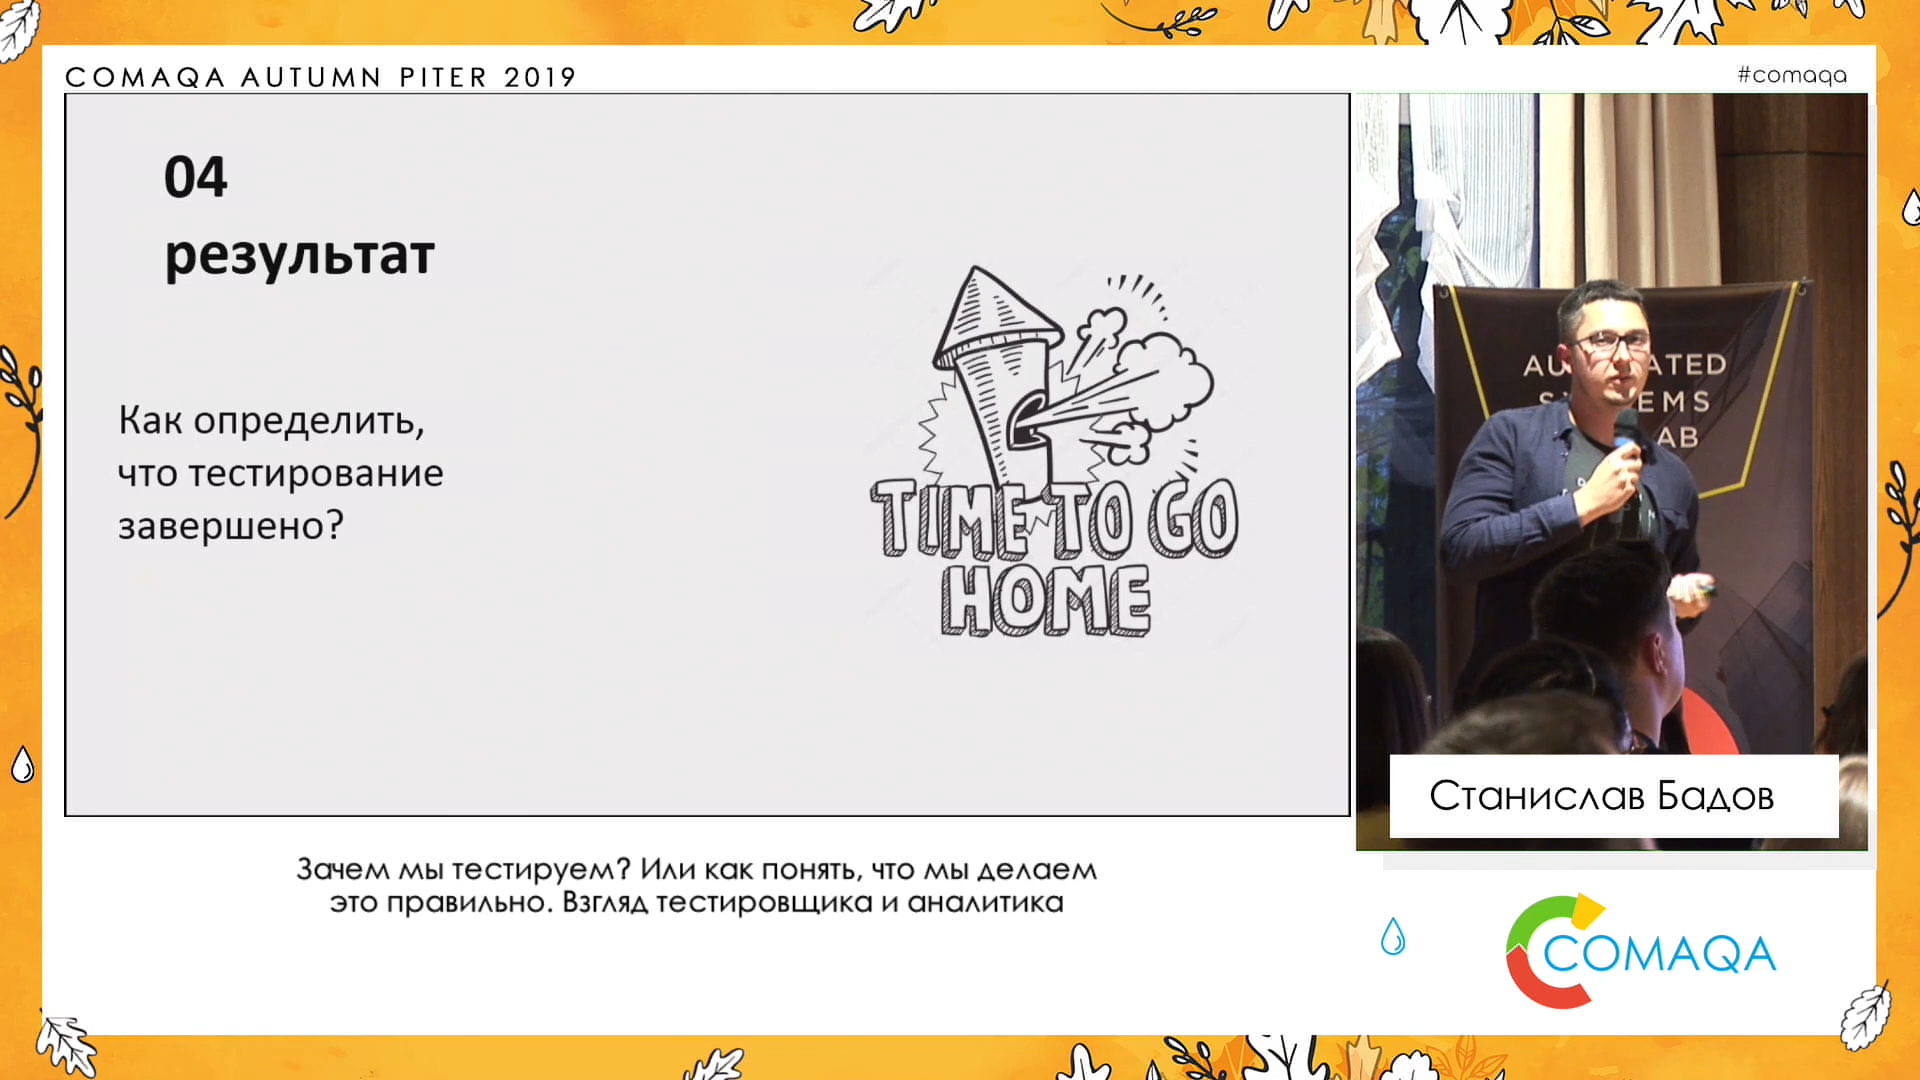 COMAQA AUTUMN PITER 2019
#comaqa
04
результат
Как определить,
что тестирование
завершено?
TIME TO GO
HOME
LAB
Станислав Бадов
Зачем мы тестируем? Или как понять, что мы делаем
это правильно. Взгляд тестировщика и аналитика
COMAQA